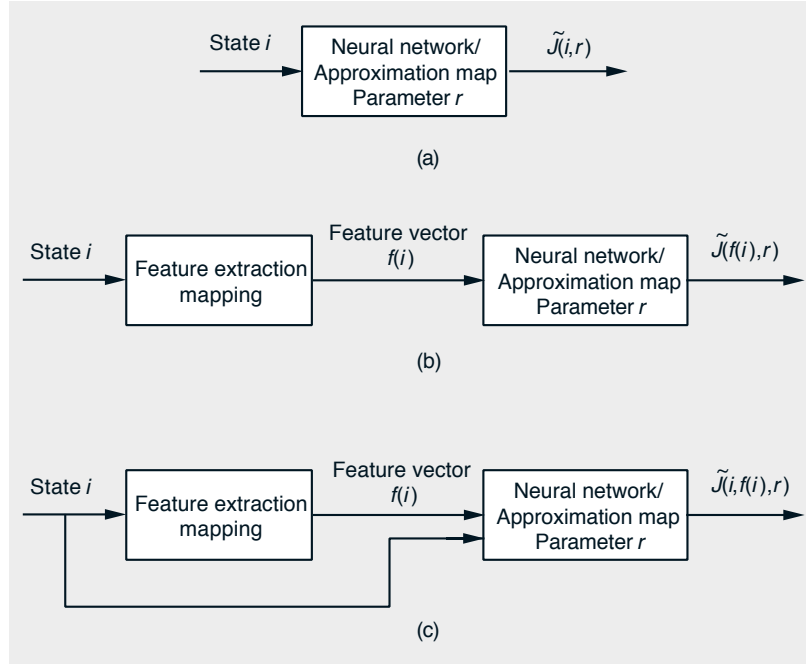 State i
Neural network/
Approximation map
Parameter r
J̃(i,r)
(a)
State i
Feature extraction
mapping
Feature vector
f(i)
Neural network/
Approximation map
Parameter r
J̃(f(i),r)
(b)
State i
Feature extraction
mapping
Feature vector
f(i)
Neural network/
Approximation map
Parameter r
J̃(i,f(i),r)
(c)